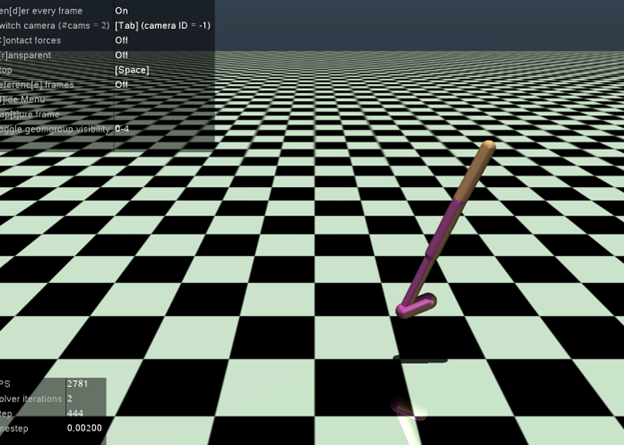 en[d]er every frame On
witch camera (#cams = 2) [Tab] (camera ID = -1)
C]ontact forces Off
[r]ansparent Off
top [Space]
eferenc[e] frames Off
]ide Menu
ap[t]ure frame
oggle geomgroup visibility 0-4
PS 2781
olver iterations 2
tep 444
mestep 0.00200